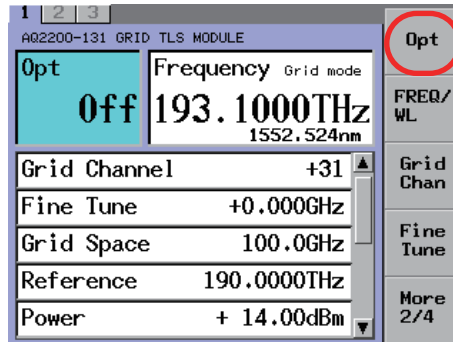 1 2 3
AQ2200-131 GRID TLS MODULE
Opt
Off
Frequency Grid mode
193.1000THz
1552.524nm
Grid Channel +31
Fine Tune +0.000GHz
Grid Space 100.0GHz
Reference 190.0000THz
Power + 14.00dBm
Opt
FREQ/
WL
Grid
Chan
Fine
Tune
More
2/4